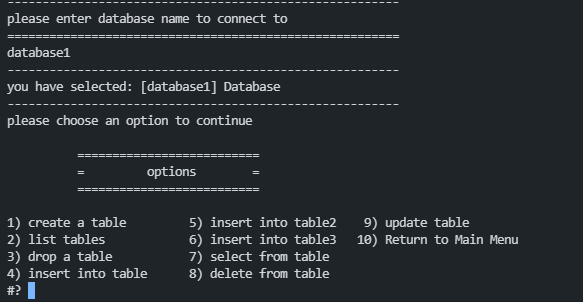 --------------------------------------------------------
please enter database name to connect to
========================================================
database1
--------------------------------------------------------
you have selected: [database1] Database
--------------------------------------------------------
please choose an option to continue
==========================
=         options        =
==========================
1) create a table         5) insert into table2    9) update table
2) list tables            6) insert into table3   10) Return to Main Menu
3) drop a table           7) select from table
4) insert into table      8) delete from table
#?